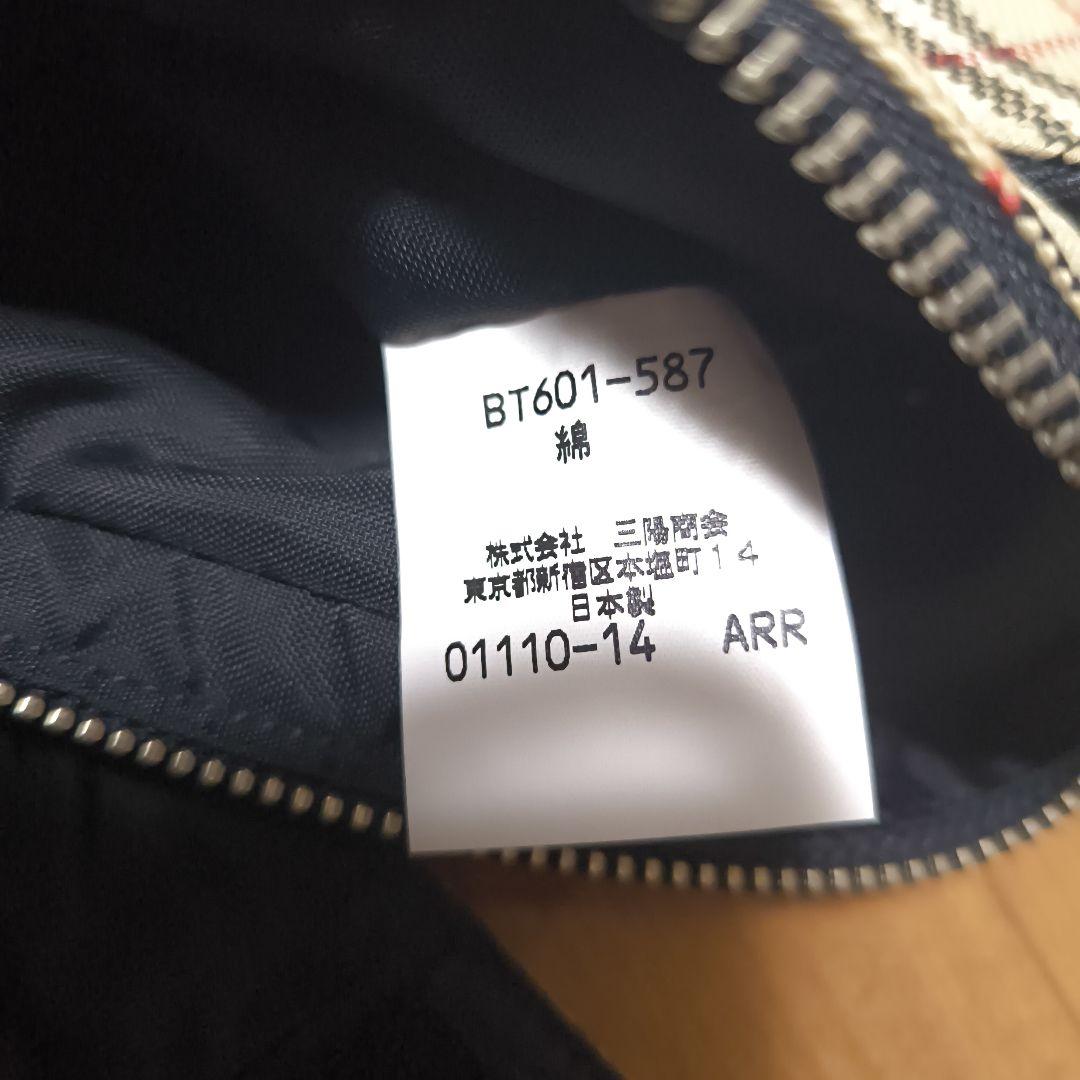 BT601-587
綿
株式会社 三陽商会
東京都新宿区本塩町14
日本製
01110-14 ARR